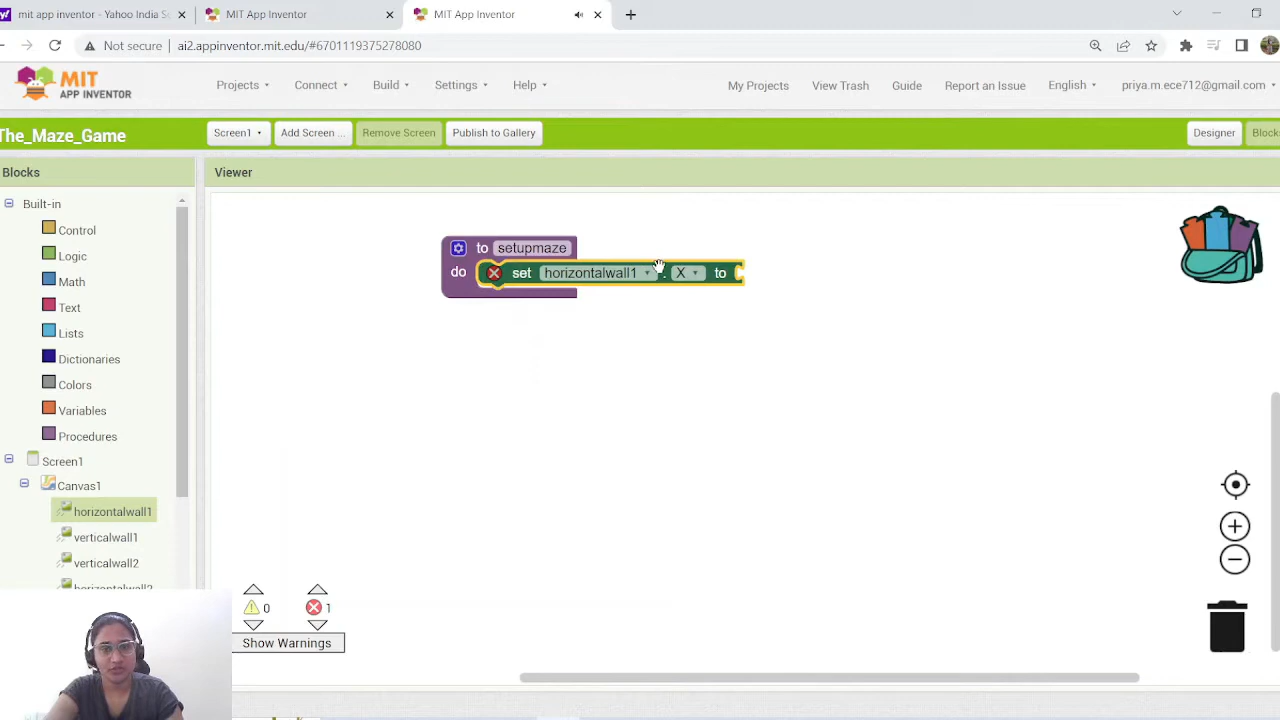 mit app inventor - Yahoo India Se
MIT App Inventor
MIT App Inventor
Not secure
ai2.appinventor.mit.edu/#6701119375278080
MIT
APP INVENTOR
Projects
Connect
Build
Settings
Help
My Projects
View Trash
Guide
Report an Issue
English
priya.m.ece712@gmail.com
The_Maze_Game
Screen1
Add Screen ...
Remove Screen
Publish to Gallery
Designer
Blocks
Blocks
Viewer
Built-in
Control
Logic
Math
Text
Lists
Dictionaries
Colors
Variables
Procedures
Screen1
Canvas1
horizontalwall1
verticalwall1
verticalwall2
horizontalwall2
to setupmaze
do set horizontalwall1 . X to
0
1
Show Warnings